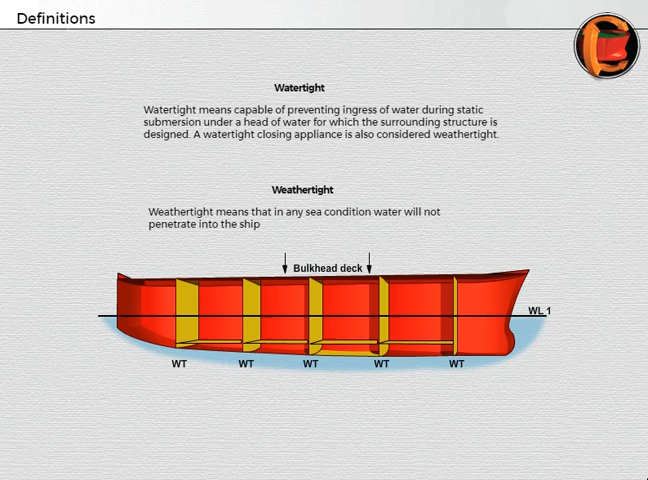 Definitions
Watertight
Watertight means capable of preventing ingress of water during static
submersion under a head of water for which the surrounding structure is
designed. A watertight closing appliance is also considered weathertight.
Weathertight
Weathertight means that in any sea condition water will not
penetrate into the ship
Bulkhead deck
WL 1
WT WT WT WT WT